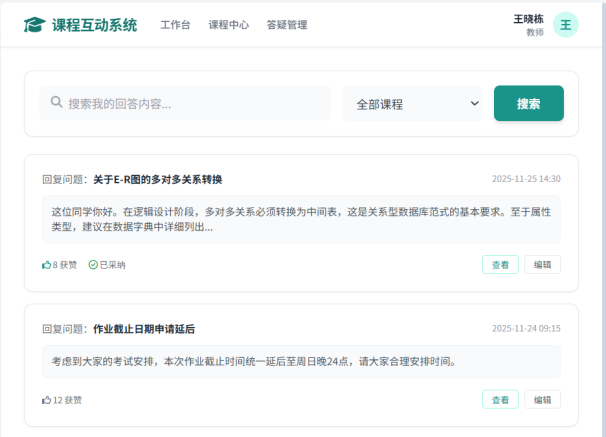 课程互动系统 工作台 课程中心 答疑管理 王晓栋
教师 王
搜索我的回答内容... 全部课程 搜索
回复问题：关于E-R图的多对多关系转换 2025-11-25 14:30
这位同学你好。在逻辑设计阶段，多对多关系必须转换为中间表，这是关系型数据库范式的基本要求。至于属性
类型，建议在数据字典中详细列出...
8 获赞 已采纳 查看 编辑
回复问题：作业截止日期申请延后 2025-11-24 09:15
考虑到大家的考试安排，本次作业截止时间统一延后至周日晚24点，请大家合理安排时间。
12 获赞 查看 编辑